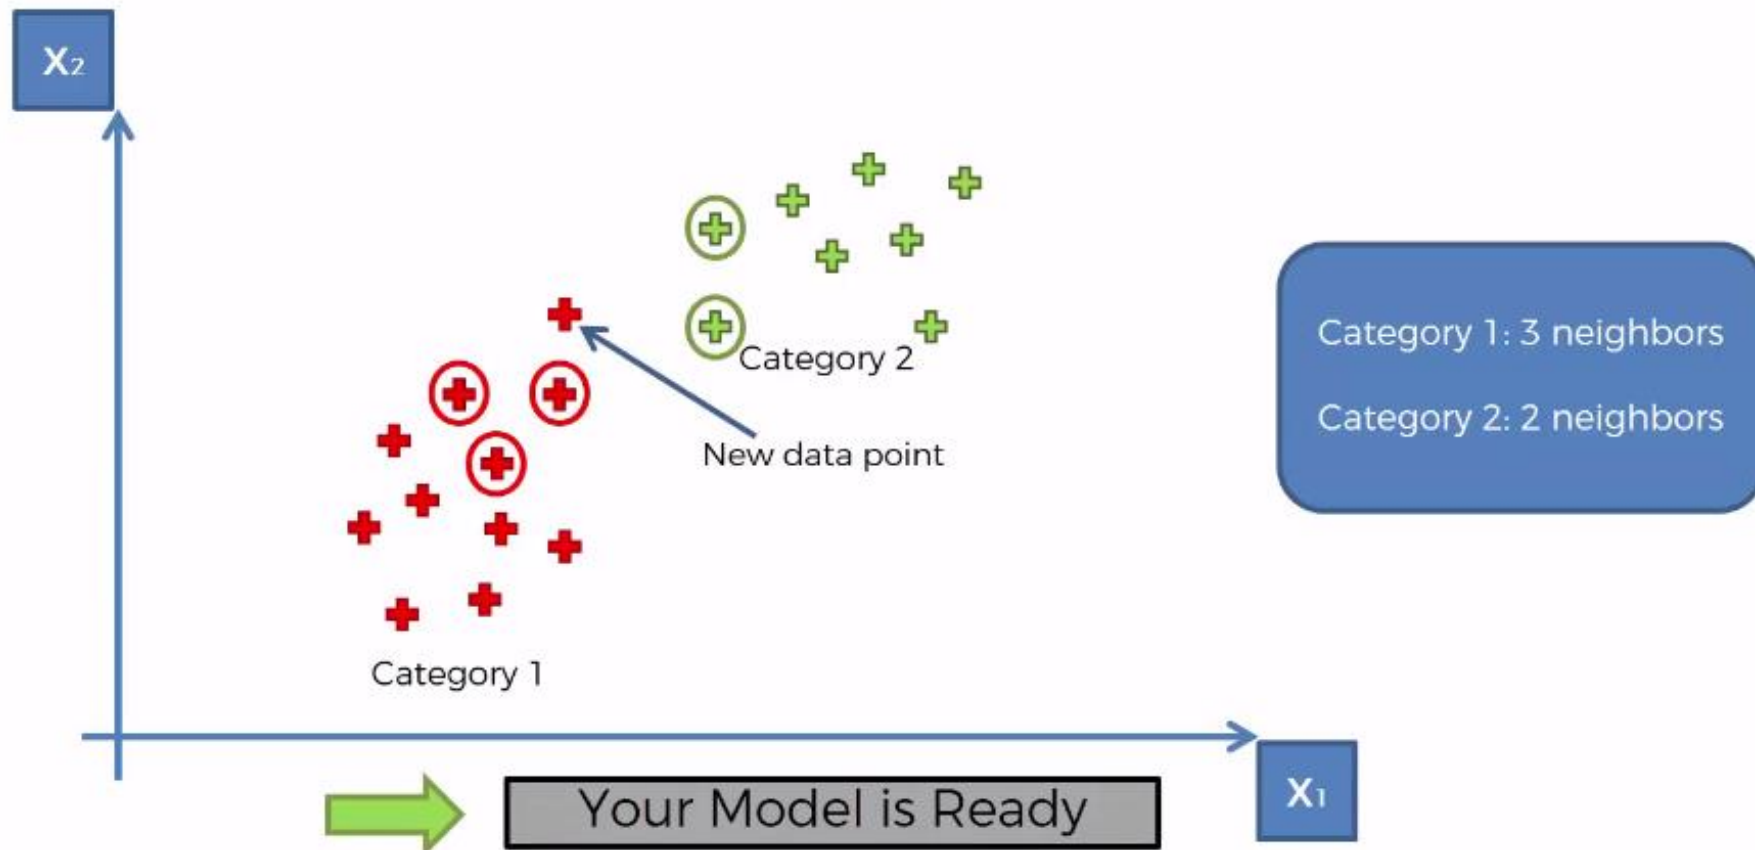 X2
Category 2
New data point
Category 1: 3 neighbors
Category 2: 2 neighbors
Category 1
X1
Your Model is Ready